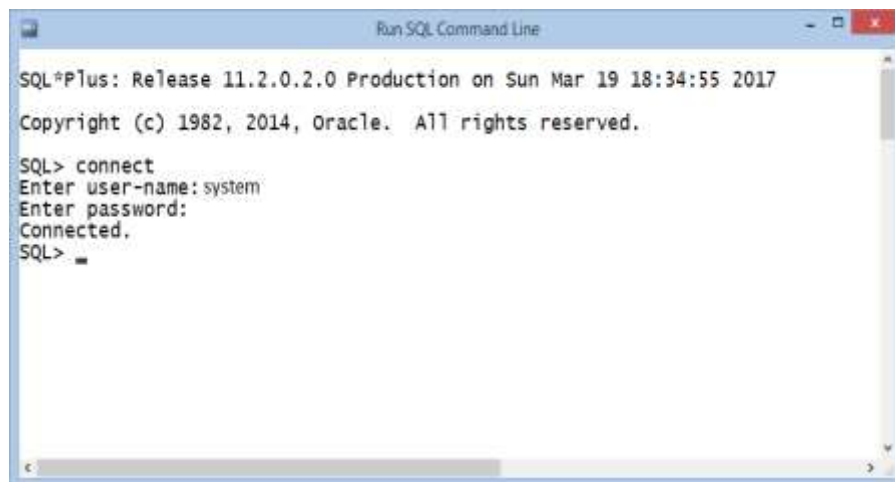 Run SQL Command Line
SQL*Plus: Release 11.2.0.2.0 Production on Sun Mar 19 18:34:55 2017
Copyright (c) 1982, 2014, Oracle.  All rights reserved.
SQL> connect
Enter user-name: system
Enter password:
Connected.
SQL> _